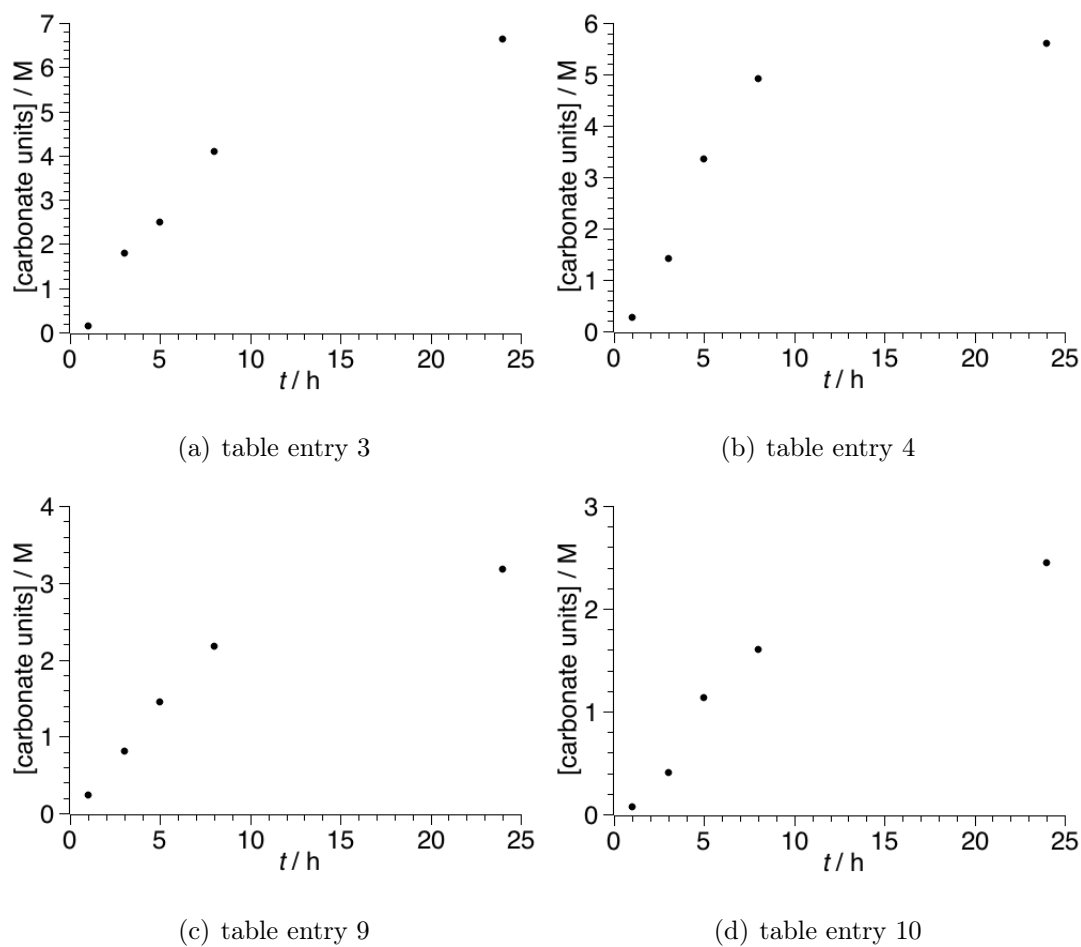 [carbonate units] / M
7
6
5
4
3
2
1
0
0 5 10 15 20 25
t / h
(a) table entry 3
[carbonate units] / M
6
5
4
3
2
1
0
0 5 10 15 20 25
t / h
(b) table entry 4
[carbonate units] / M
4
3
2
1
0
0 5 10 15 20 25
t / h
(c) table entry 9
[carbonate units] / M
3
2
1
0
0 5 10 15 20 25
t / h
(d) table entry 10